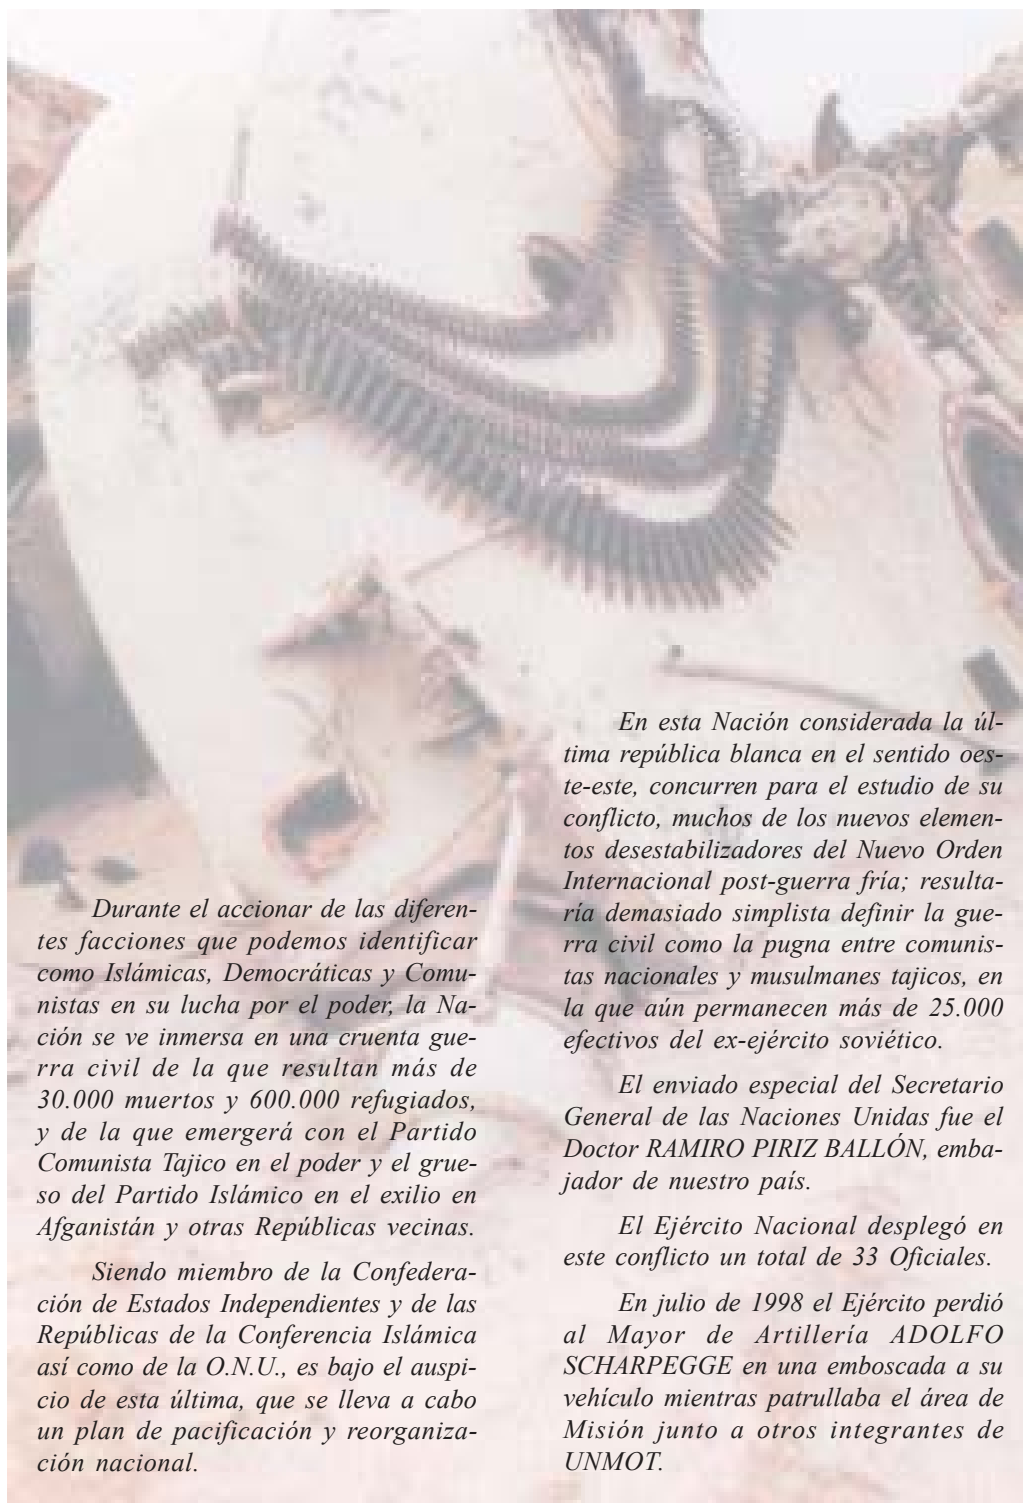 Durante el accionar de las diferen-
tes facciones que podemos identificar
como Islámicas, Democráticas y Comu-
nistas en su lucha por el poder, la Na-
ción se ve inmersa en una cruenta gue-
rra civil de la que resultan más de
30.000 muertos y 600.000 refugiados,
y de la que emergerá con el Partido
Comunista Tajico en el poder y el grue-
so del Partido Islámico en el exilio en
Afganistán y otras Repúblicas vecinas.
Siendo miembro de la Confedera-
ción de Estados Independientes y de las
Repúblicas de la Conferencia Islámica
así como de la O.N.U., es bajo el auspi-
cio de esta última, que se lleva a cabo
un plan de pacificación y reorganiza-
ción nacional.
En esta Nación considerada la úl-
tima república blanca en el sentido oes-
te-este, concurren para el estudio de su
conflicto, muchos de los nuevos elemen-
tos desestabilizadores del Nuevo Orden
Internacional post-guerra fría; resulta-
ría demasiado simplista definir la gue-
rra civil como la pugna entre comunis-
tas nacionales y musulmanes tajicos, en
la que aún permanecen más de 25.000
efectivos del ex-ejército soviético.
El enviado especial del Secretario
General de las Naciones Unidas fue el
Doctor RAMIRO PIRIZ BALLÓN, emba-
jador de nuestro país.
El Ejército Nacional desplegó en
este conflicto un total de 33 Oficiales.
En julio de 1998 el Ejército perdió
al Mayor de Artillería ADOLFO
SCHARPEGGE en una emboscada a su
vehículo mientras patrullaba el área de
Misión junto a otros integrantes de
UNMOT.